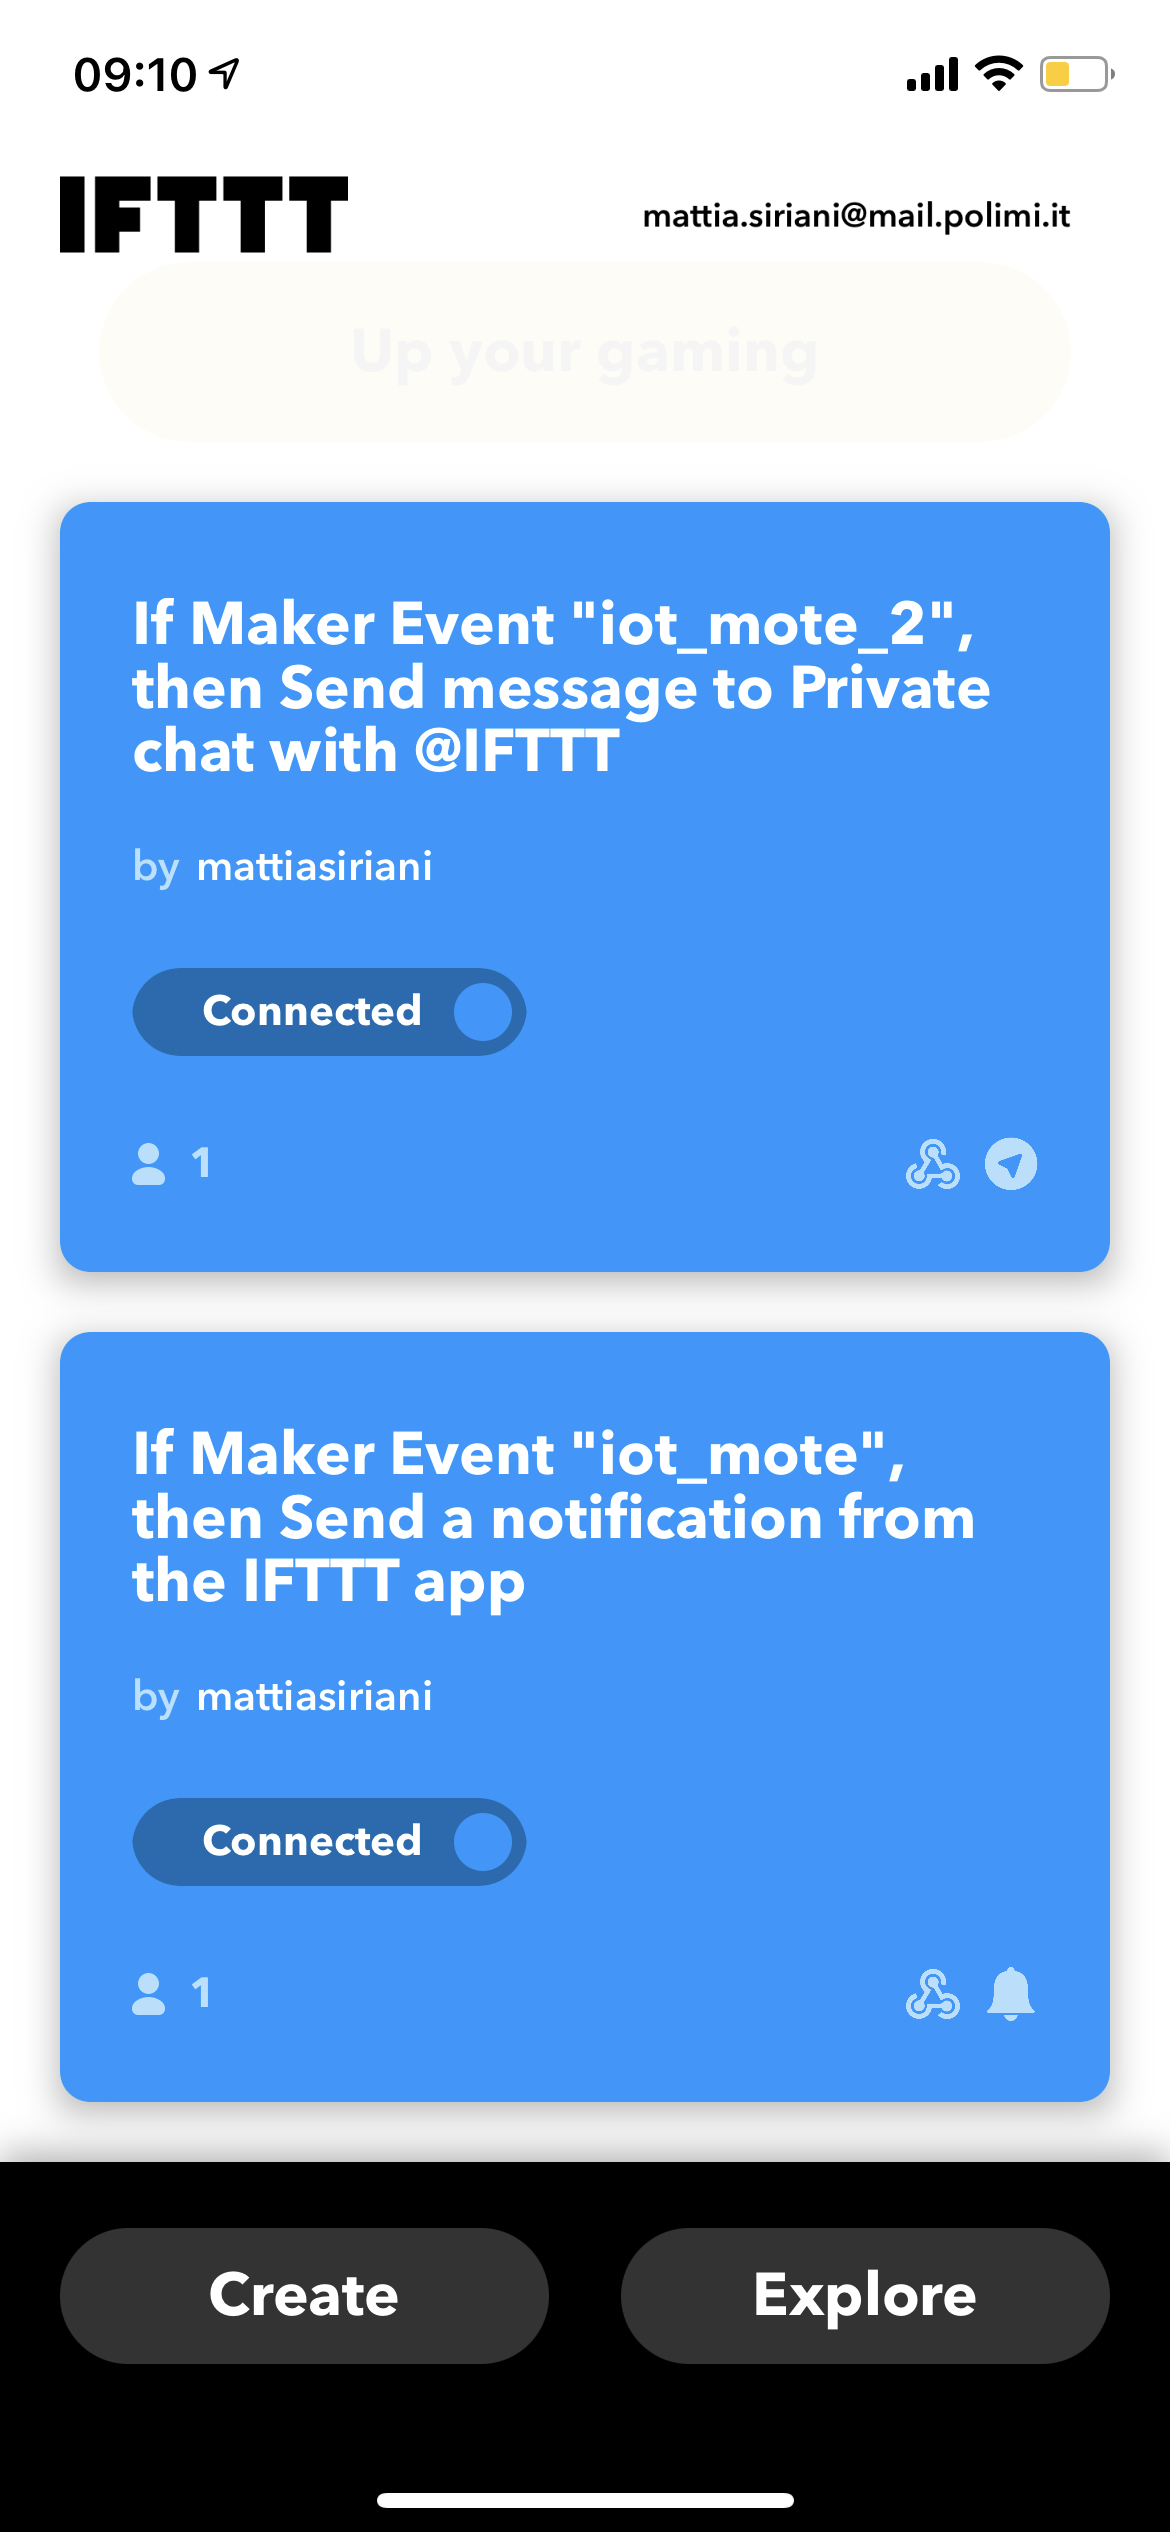 09:10
IFTTT
mattia.siriani@mail.polimi.it
Up your gaming
If Maker Event "iot_mote_2",
then Send message to Private
chat with @IFTTT
by mattiasiriani
Connected
1
If Maker Event "iot_mote",
then Send a notification from
the IFTTT app
by mattiasiriani
Connected
1
Create
Explore